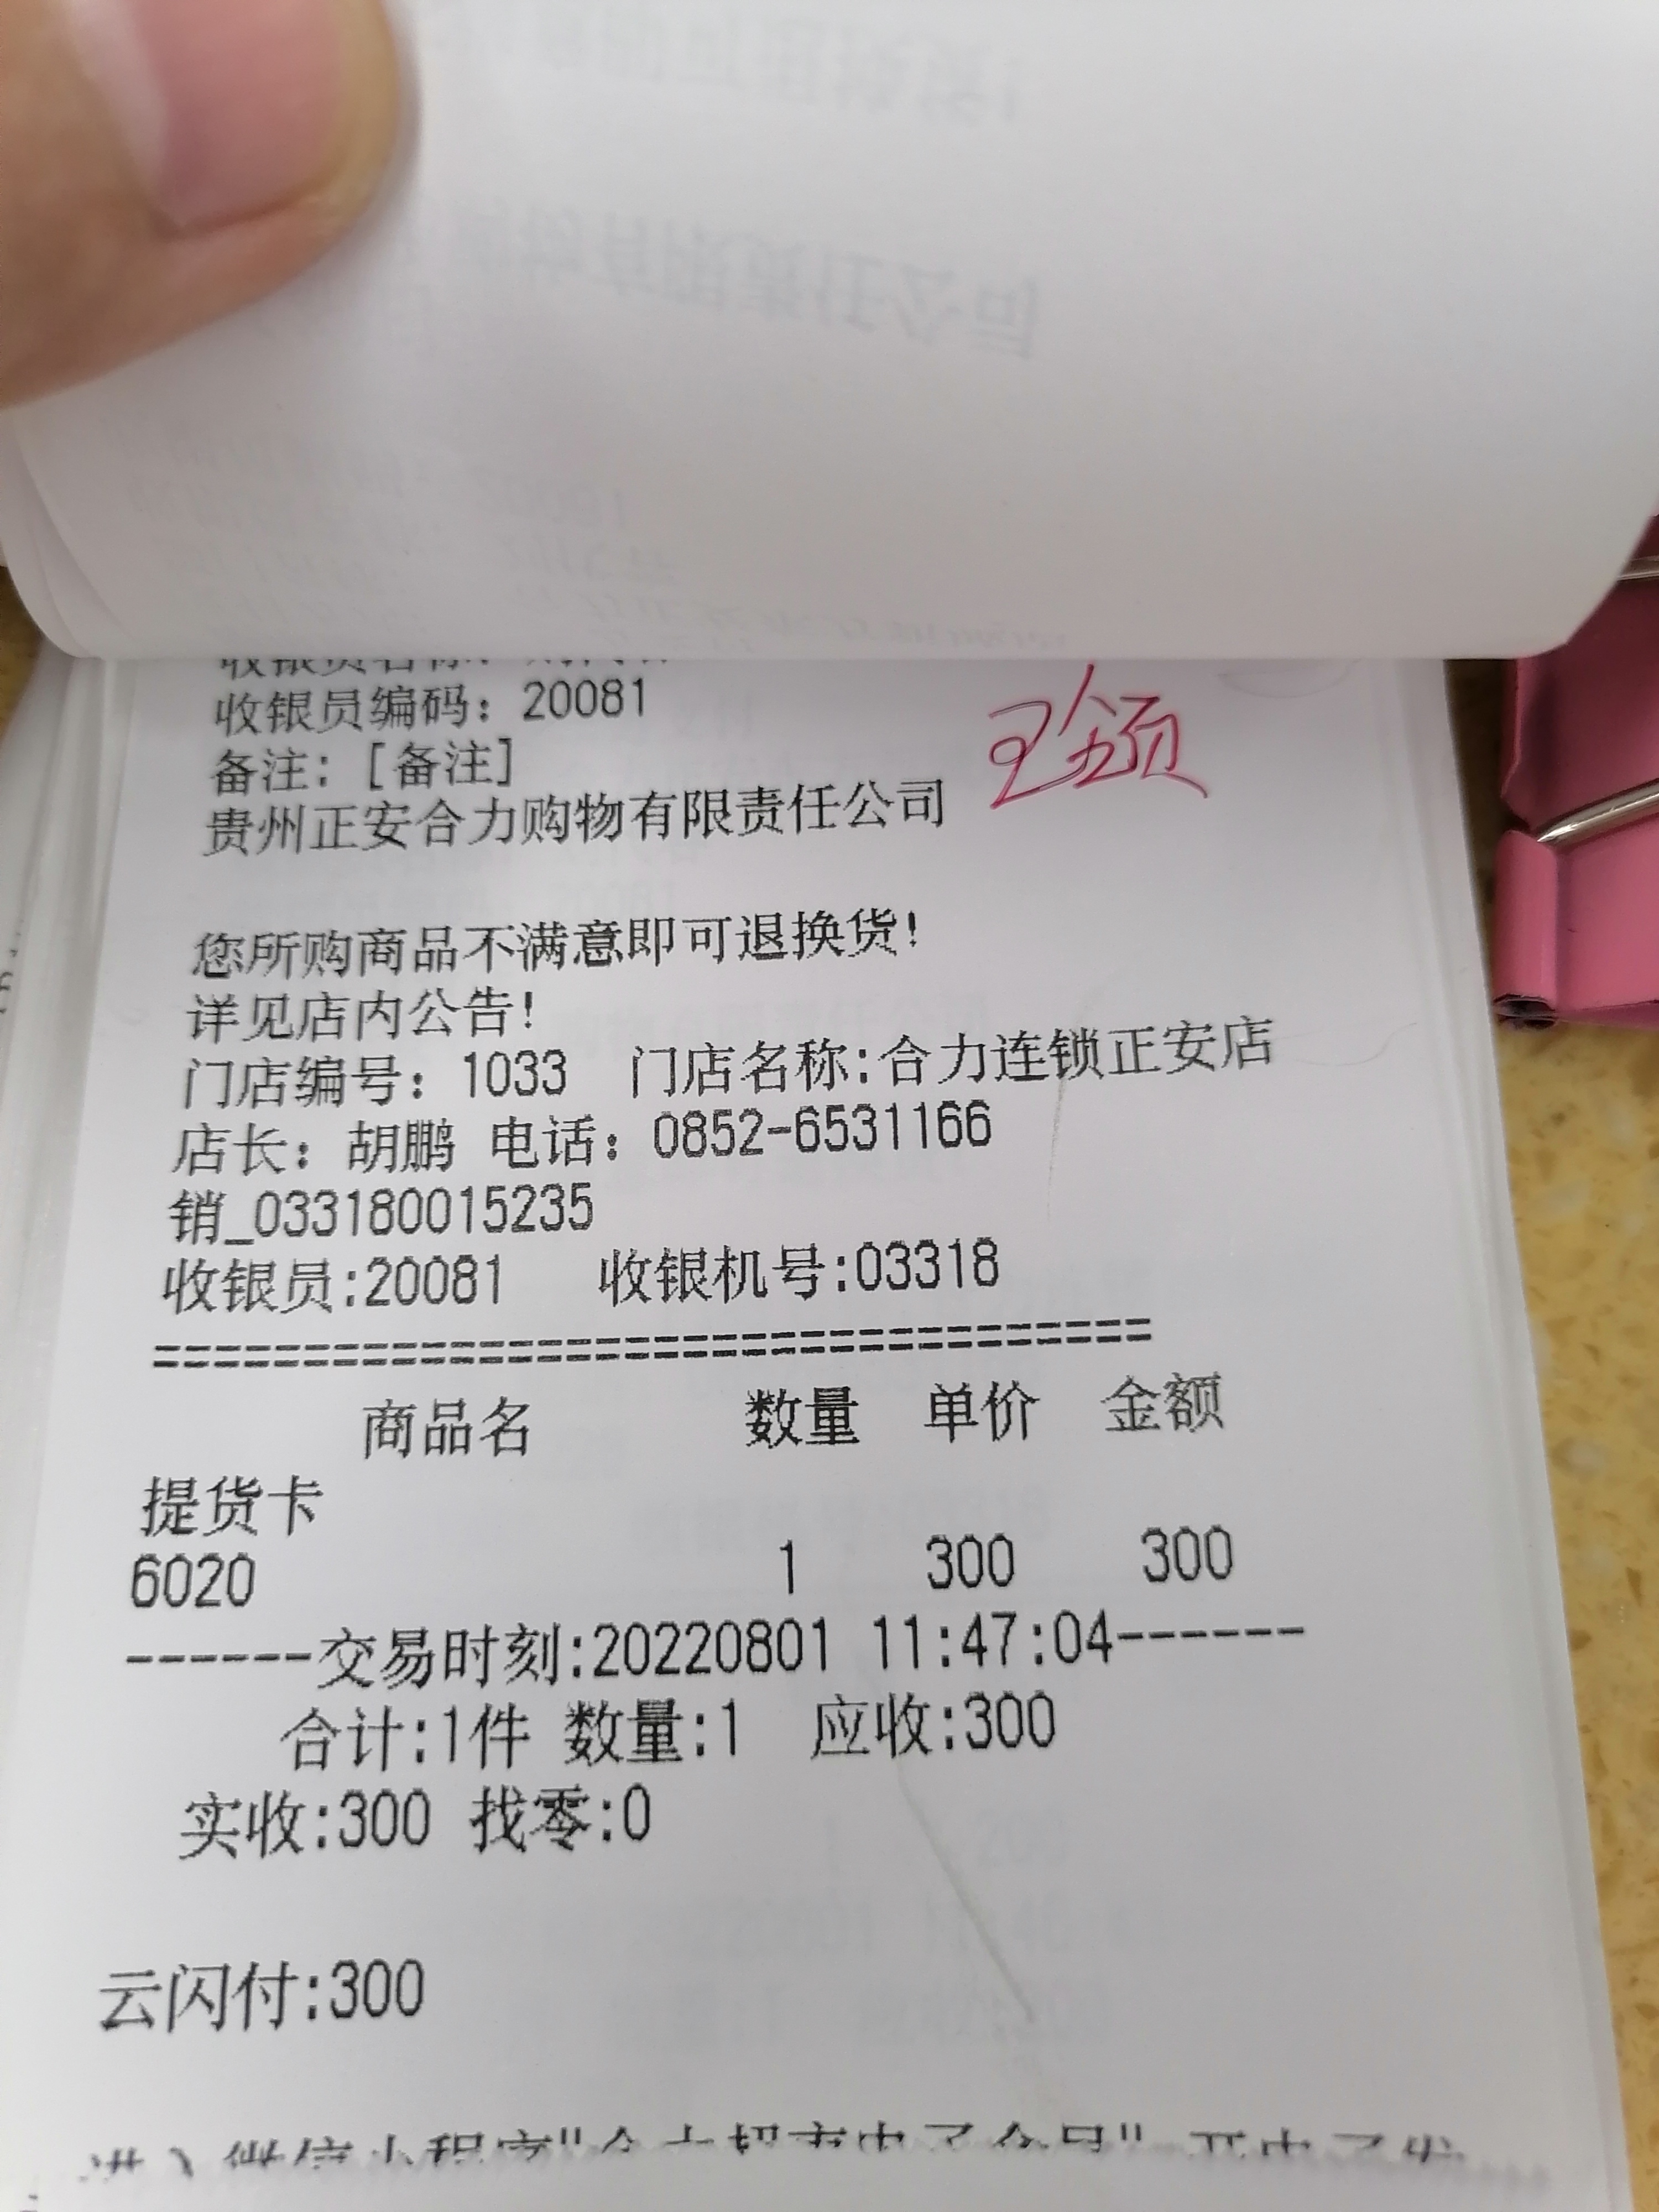 收银员编码：20081
备注：[备注]
贵州正安合力购物有限责任公司
您所购商品不满意即可退换货！
详见店内公告！
门店编号：1033 门店名称:合力连锁正安店
店长：胡鹏 电话：0852-6531166
销_033180015235
收银员:20081 收银机号:03318
==================================
商品名 数量 单价 金额
提货卡
6020 1 300 300
------交易时刻:20220801 11:47:04------
合计:1件 数量:1 应收:300
实收:300 找零:0
云闪付:300